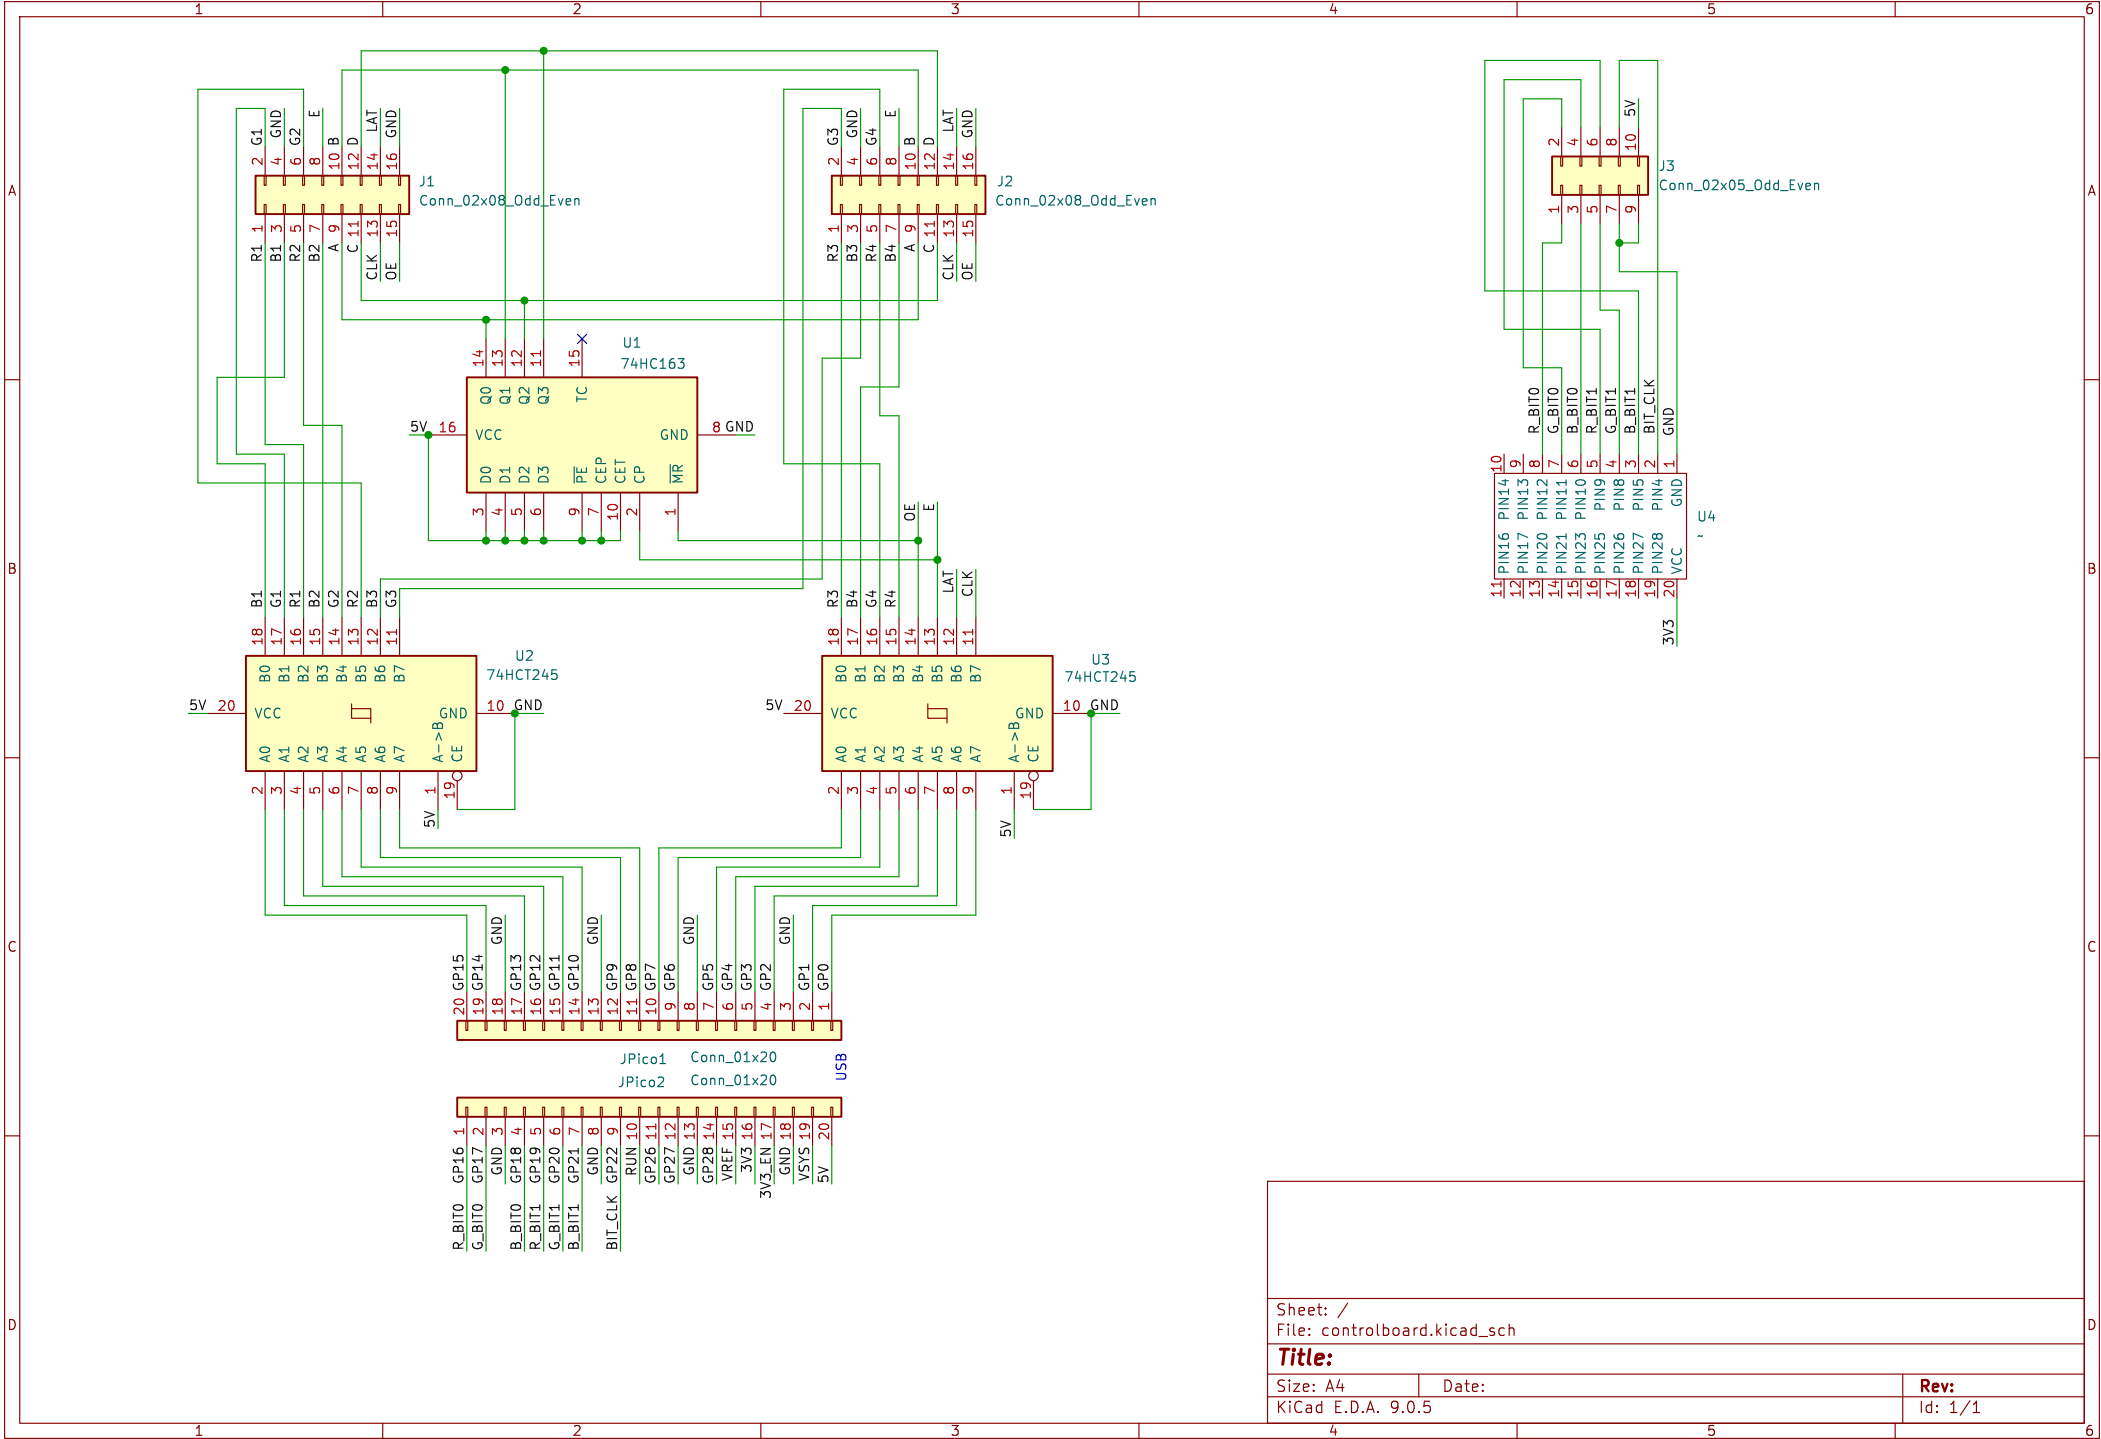 1 2 3 4 5 6
A B C D
A B C D
1 2 3 4 5 6
G1 GND G2 E B D LAT GND
2 4 6 8 10 12 14 16
J1
Conn_02x08_Odd_Even
1 3 5 7 9 11 13 15
R1 B1 R2 B2 A C CLK OE
G3 GND G4 E B D LAT GND
2 4 6 8 10 12 14 16
J2
Conn_02x08_Odd_Even
1 3 5 7 9 11 13 15
R3 B3 R4 B4 A C CLK OE
5V
2 4 6 8 10
J3
Conn_02x05_Odd_Even
1 3 5 7 9
U1
74HC163
14 13 12 11 15
Q0 Q1 Q2 Q3 TC
5V 16 VCC GND 8 GND
D0 D1 D2 D3 PE CEP CET CP MR
3 4 5 6 9 7 10 2 1
R_BIT0 G_BIT0 B_BIT0 R_BIT1 G_BIT1 B_BIT1 BIT_CLK GND
10 9 8 7 6 5 4 3 2 1
PIN14 PIN13 PIN12 PIN11 PIN10 PIN9 PIN8 PIN5 PIN4 GND
U4
~
PIN16 PIN17 PIN20 PIN21 PIN23 PIN25 PIN26 PIN27 PIN28 VCC
11 12 13 14 15 16 17 18 19 20
3V3
B1 G1 R1 B2 G2 R2 B3 G3
18 17 16 15 14 13 12 11
U2
74HCT245
B0 B1 B2 B3 B4 B5 B6 B7
5V 20 VCC GND 10 GND
A0 A1 A2 A3 A4 A5 A6 A7 A->B CE
2 3 4 5 6 7 8 9 1 19
5V
OE E LAT CLK
R3 B4 G4 R4
18 17 16 15 14 13 12 11
U3
74HCT245
B0 B1 B2 B3 B4 B5 B6 B7
5V 20 VCC GND 10 GND
A0 A1 A2 A3 A4 A5 A6 A7 A->B CE
2 3 4 5 6 7 8 9 1 19
5V
GP15 GP14 GND GP13 GP12 GP11 GP10 GND GP9 GP8 GP7 GP6 GND GP5 GP4 GP3 GP2 GND GP1 GP0
20 19 18 17 16 15 14 13 12 11 10 9 8 7 6 5 4 3 2 1
JPico1 Conn_01x20
USB
JPico2 Conn_01x20
1 2 3 4 5 6 7 8 9 10 11 12 13 14 15 16 17 18 19 20
GP16 GP17 GND GP18 GP19 GP20 GP21 GND GP22 RUN GP26 GP27 GND GP28 VREF 3V3 3V3_EN GND VSYS 5V
R_BIT0 G_BIT0 B_BIT0 R_BIT1 G_BIT1 B_BIT1 BIT_CLK
Sheet: /
File: controlboard.kicad_sch
Title:
Size: A4 Date: Rev:
KiCad E.D.A. 9.0.5 Id: 1/1